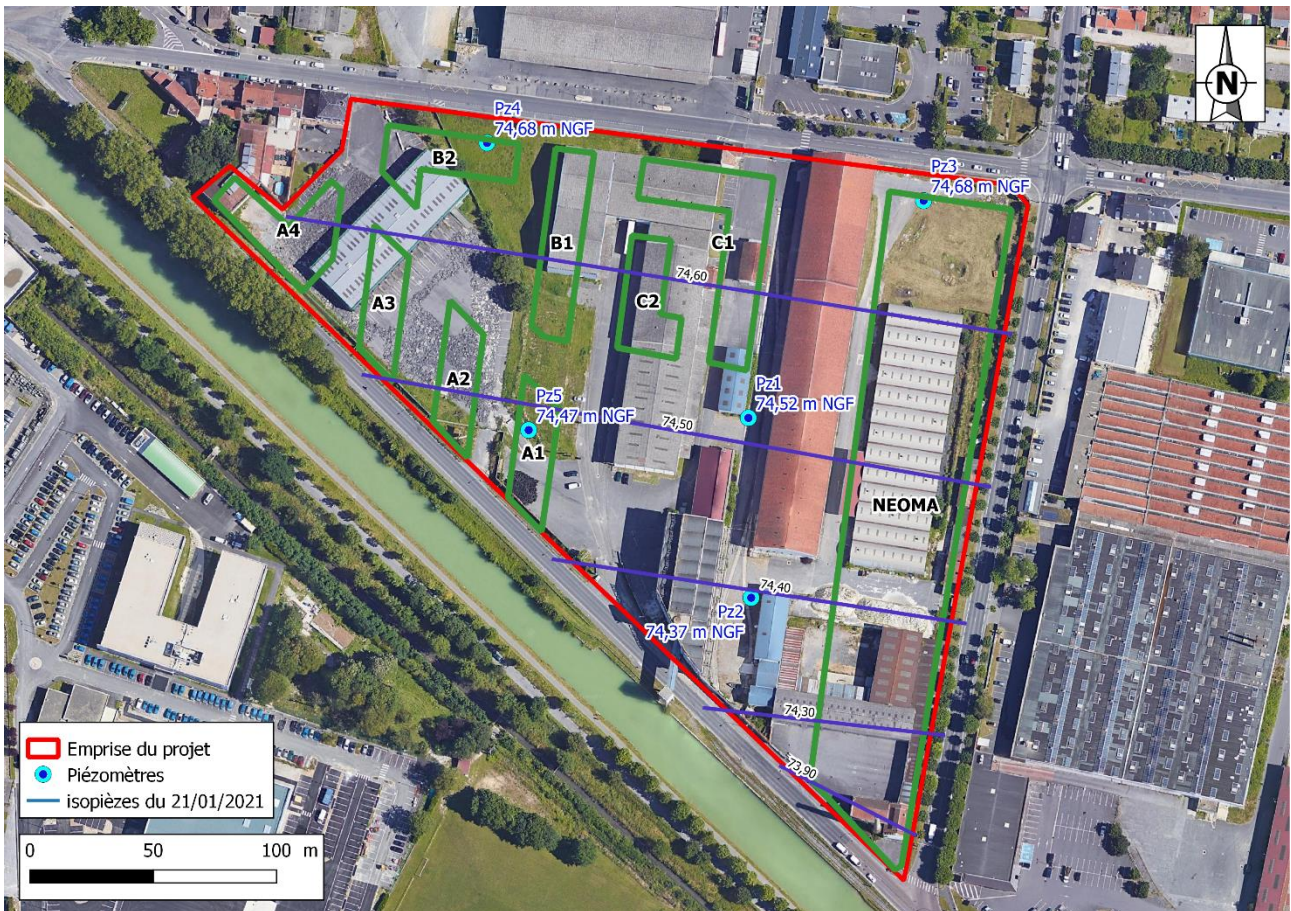 N
Pz4
74,68 m NGF
B2
Pz3
74,68 m NGF
A4
B1
C1
74,60
A3
C2
A2
Pz5
74,47 m NGF
Pz1
74,52 m NGF
74,50
A1
NEOMA
74,40
Pz2
74,37 m NGF
74,30
73,90
Emprise du projet
Piézomètres
isopièzes du 21/01/2021
0 50 100 m